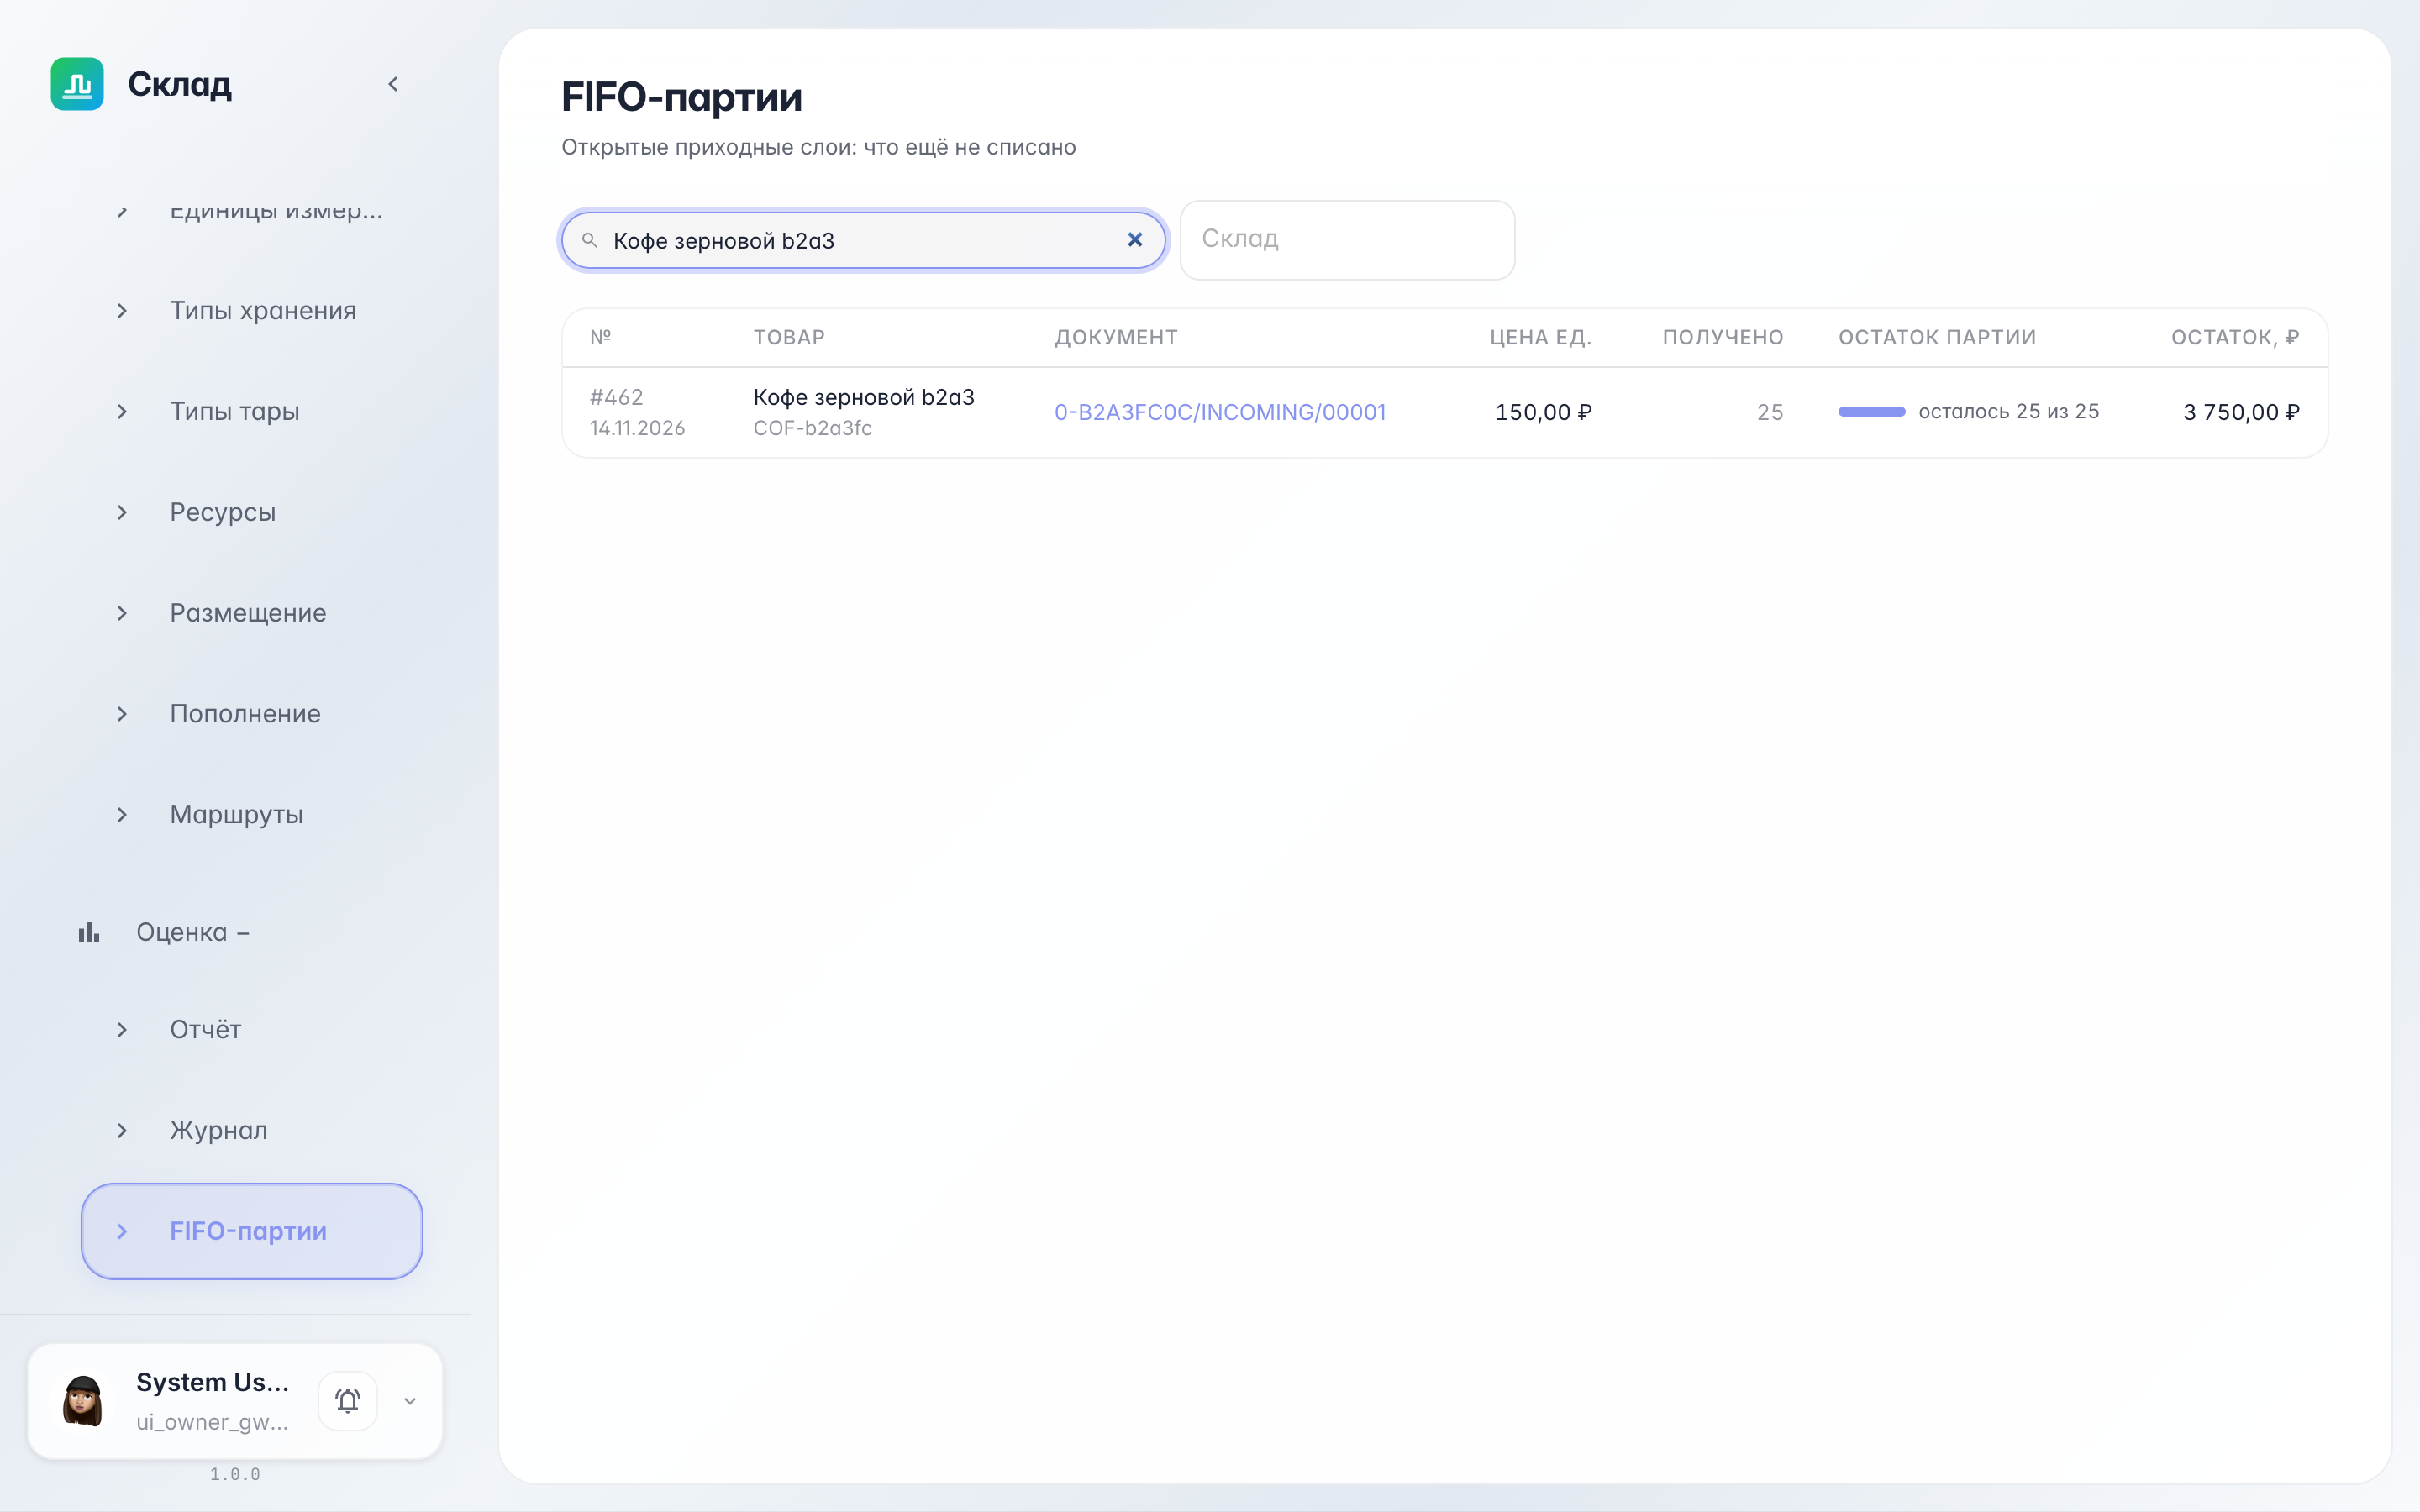 Склад
Единицы измер...
Типы хранения
Типы тары
Ресурсы
Размещение
Пополнение
Маршруты
Оценка –
Отчёт
Журнал
FIFO-партии
System Us...
ui_owner_gw...
1.0.0
FIFO-партии
Открытые приходные слои: что ещё не списано
Кофе зерновой b2a3
Склад
№ ТОВАР ДОКУМЕНТ ЦЕНА ЕД. ПОЛУЧЕНО ОСТАТОК ПАРТИИ ОСТАТОК, ₽
#462 Кофе зерновой b2a3 0-B2A3FC0C/INCOMING/00001 150,00 ₽ 25 осталось 25 из 25 3 750,00 ₽
14.11.2026 COF-b2a3fc